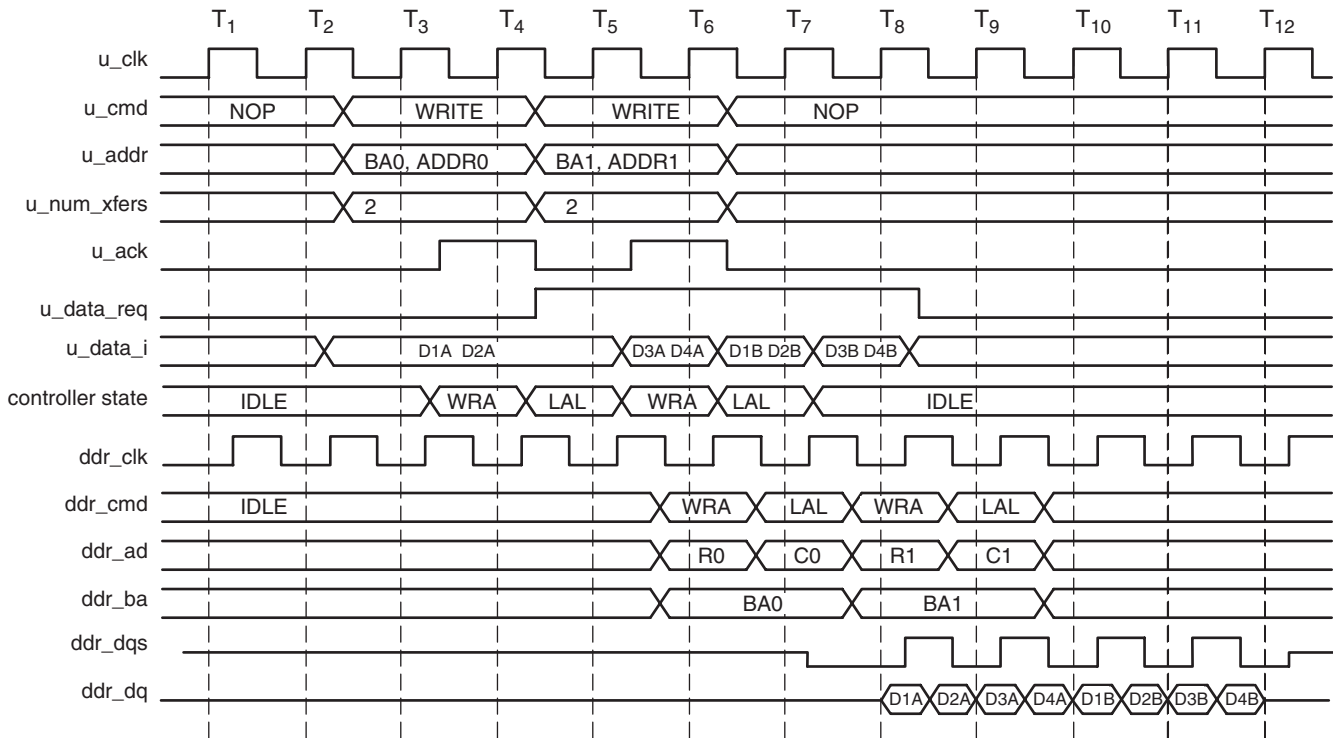 T1 T2 T3 T4 T5 T6 T7 T8 T9 T10 T11 T12
u_clk
u_cmd NOP WRITE WRITE NOP
u_addr BA0, ADDR0 BA1, ADDR1
u_num_xfers 2 2
u_ack
u_data_req
u_data_i D1A D2A D3A D4A D1B D2B D3B D4B
controller state IDLE WRA LAL WRA LAL IDLE
ddr_clk
ddr_cmd IDLE WRA LAL WRA LAL
ddr_ad R0 C0 R1 C1
ddr_ba BA0 BA1
ddr_dqs
ddr_dq D1A D2A D3A D4A D1B D2B D3B D4B